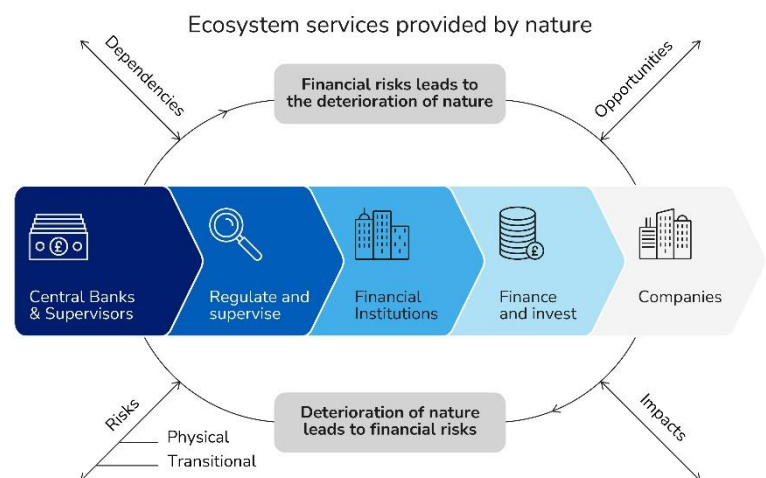 Ecosystem services provided by nature
Dependencies
Opportunities
Financial risks leads to
the deterioration of nature
£
Central Banks
& Supervisors
Regulate and
supervise
Financial
Institutions
£
Finance
and invest
Companies
Deterioration of nature
leads to financial risks
Risks
Physical
Transitional
Impacts